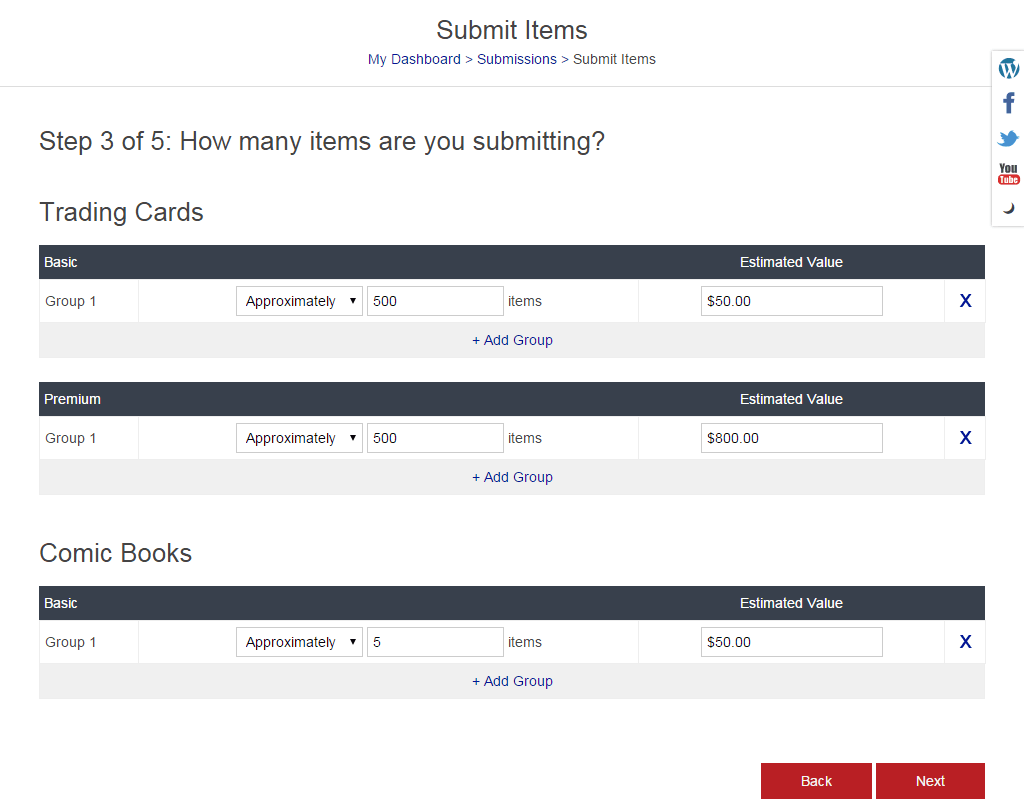 Submit Items
My Dashboard > Submissions > Submit Items
You
Tube
Step 3 of 5: How many items are you submitting?
Trading Cards
Basic Estimated Value
Group 1 Approximately ▼ 500 items $50.00 X
+ Add Group
Premium Estimated Value
Group 1 Approximately ▼ 500 items $800.00 X
+ Add Group
Comic Books
Basic Estimated Value
Group 1 Approximately ▼ 5 items $50.00 X
+ Add Group
Back Next